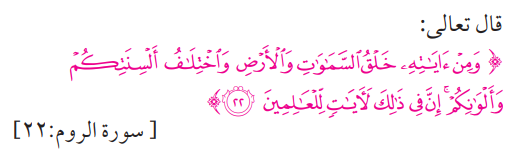 قال تعالى:
﴿ وَمِنْ ءَايَٰتِهِۦ خَلْقُ ٱلسَّمَٰوَٰتِ وَٱلْأَرْضِ وَٱخْتِلَٰفُ أَلْسِنَتِكُمْ
وَأَلْوَٰنِكُمْ ۚ إِنَّ فِى ذَٰلِكَ لَءَايَٰتٍ لِّلْعَٰلِمِينَ ٢٢ ﴾
[ سورة الروم:٢٢]